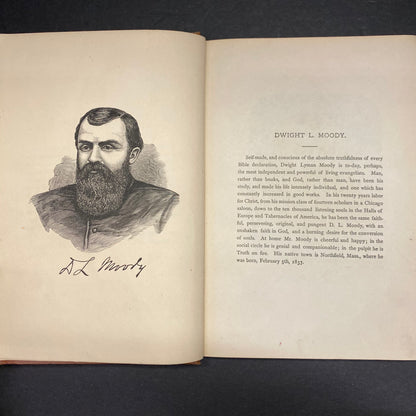 D L Moody
DWIGHT L. MOODY.
Self made, and conscious of the absolute truthfulness of every
Bible declaration, Dwight Lyman Moody is to-day, perhaps,
the most independent and powerful of living evangelists. Man,
rather than books, and God, rather than man, have been his
study, and made his life intensely individual, and one which has
constantly increased in its proportions. In his twenty years labor
for Christ, from his mission class of fourteen scholars in a Chicago
saloon, down to the ten thousand listening souls in the Halls of
Europe and Tabernacles of America, he has been the same faith-
ful, persevering, original, and pungent D. L. Moody, with an
unshaken faith in God, and a burning desire for the conversion
of souls. At home Mr. Moody is cheerful and happy; in the
social circle he is genial and companionable; in the pulpit he is
Truth on fire. His native town is Northfield, Mass., where he
was born, February 5th, 1837.